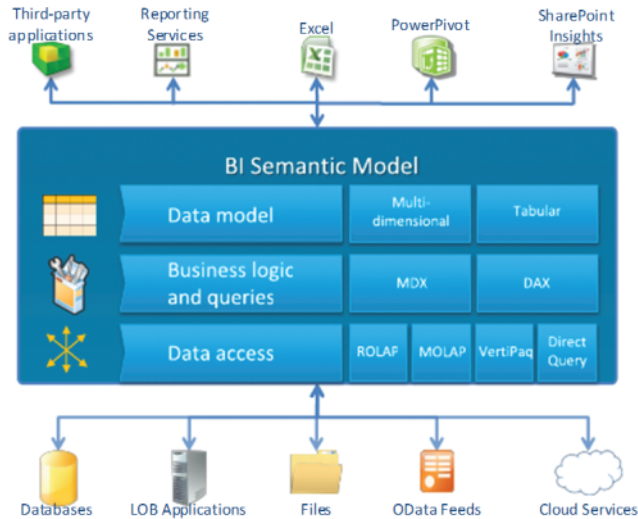 Third-party
applications
Reporting
Services
Excel
PowerPivot
SharePoint
Insights
BI Semantic Model
Data model
Multi-
dimensional
Tabular
Business logic
and queries
MDX
DAX
Data access
ROLAP
MOLAP
VertiPaq
Direct
Query
Databases
LOB Applications
Files
OData Feeds
Cloud Services